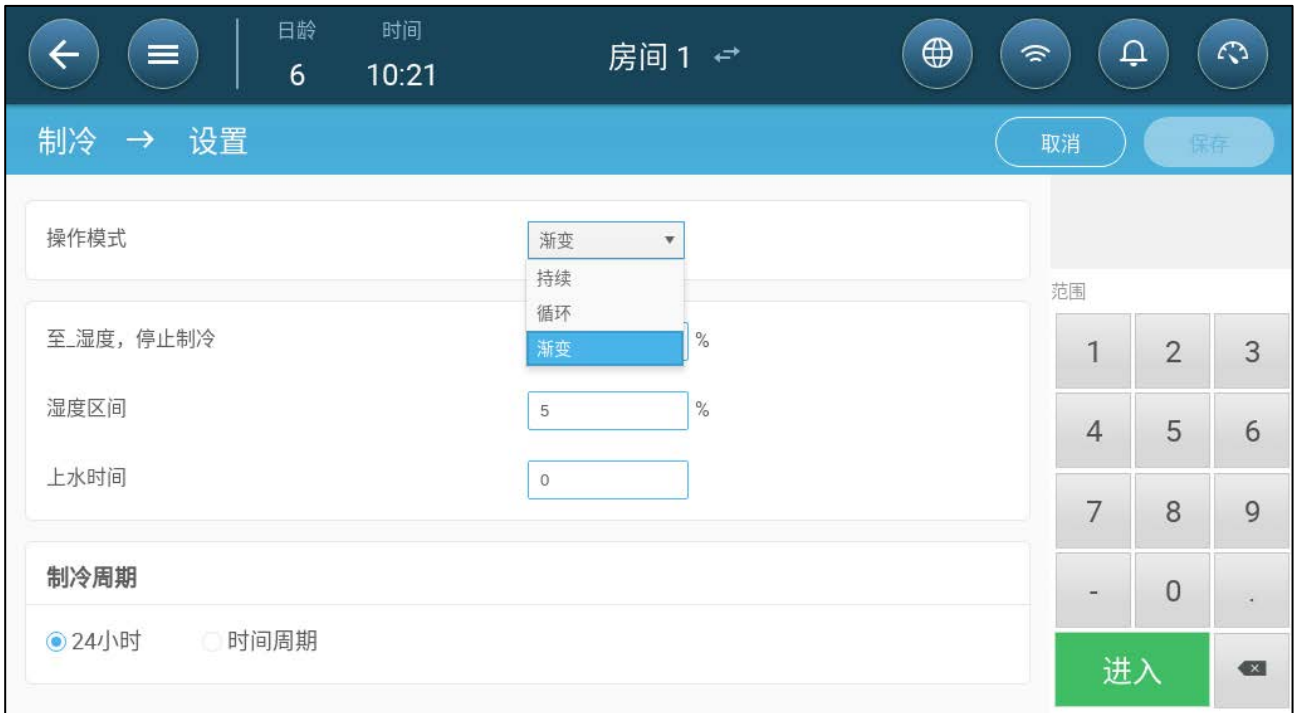 日龄 时间
6 10:21 房间 1
制冷 → 设置 取消 保存
操作模式 渐变
持续
循环
渐变
至_湿度，停止制冷 %
湿度区间 5 %
上水时间 0
制冷周期
24小时 时间周期
范围
1 2 3
4 5 6
7 8 9
- 0 .
进入